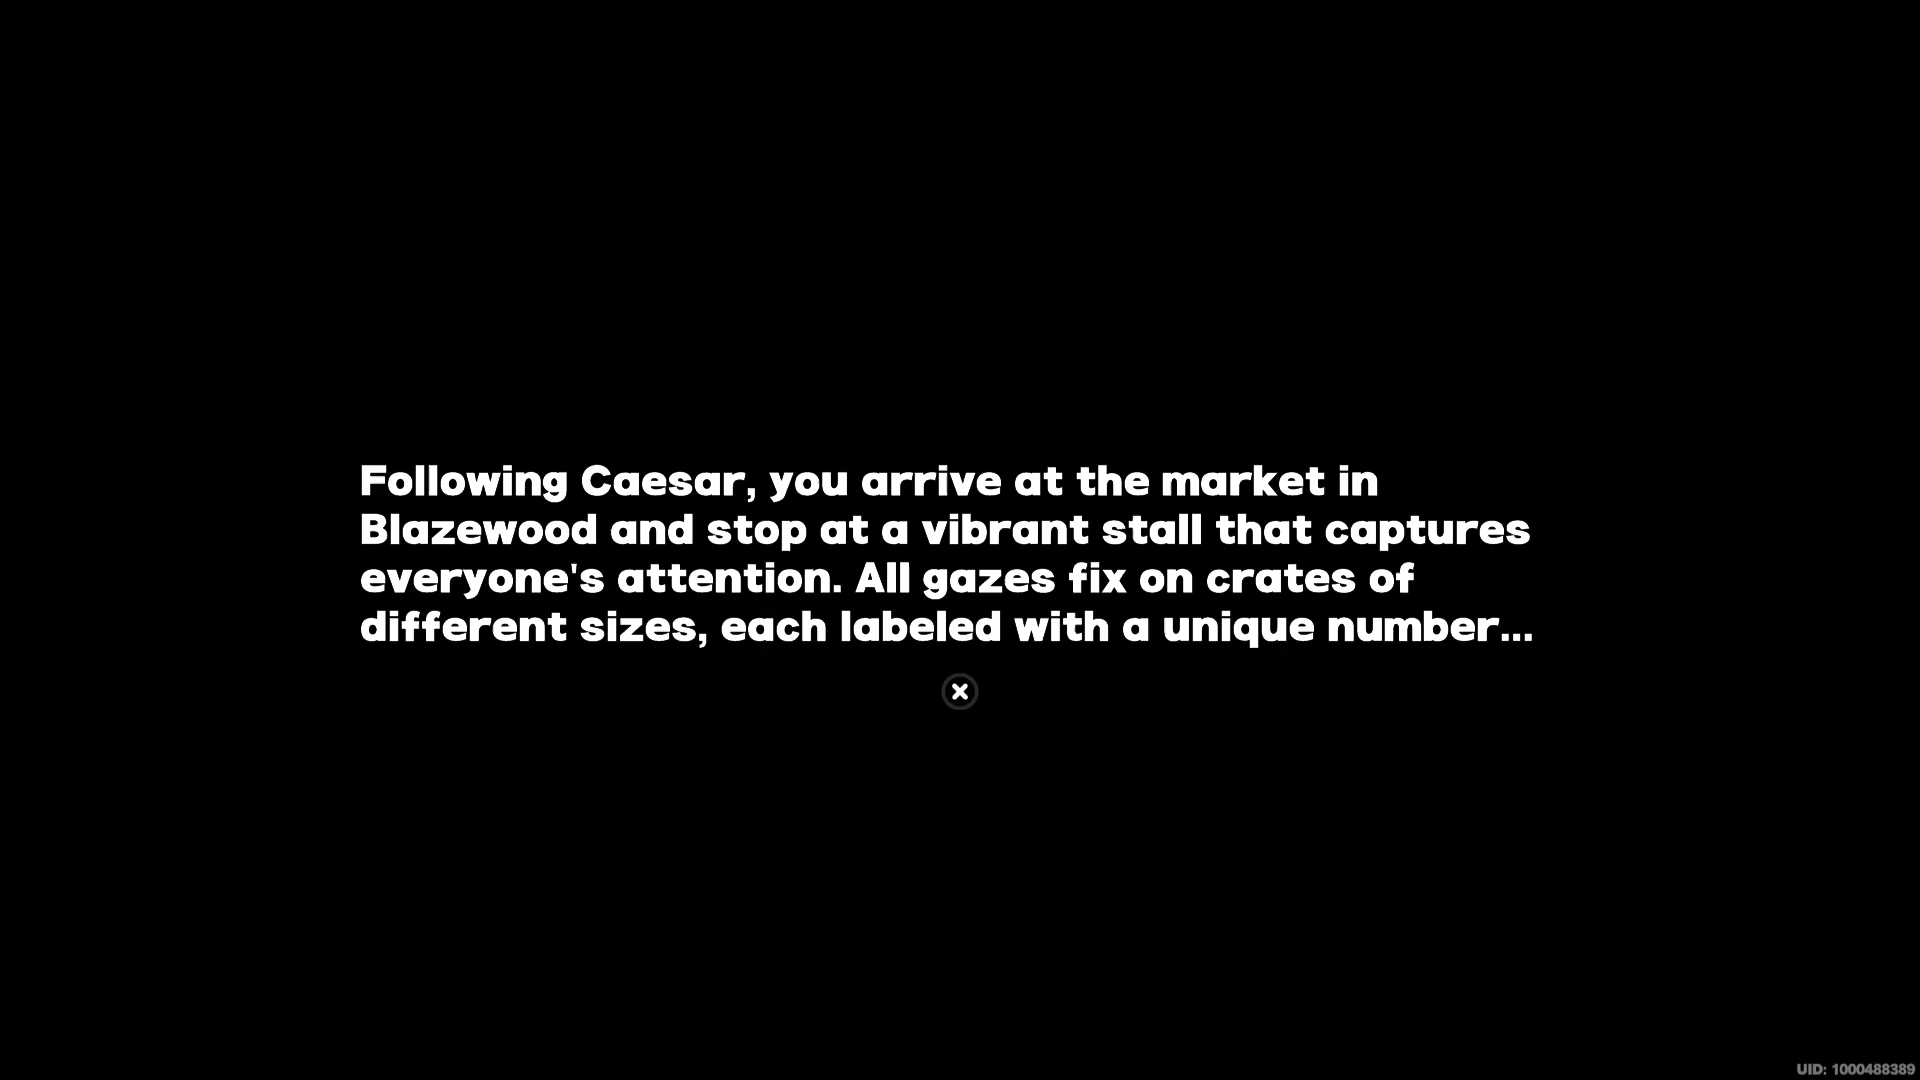 Following Caesar, you arrive at the market in
Blazewood and stop at a vibrant stall that captures
everyone's attention. All gazes fix on crates of
different sizes, each labeled with a unique number...
UID: 1000488389